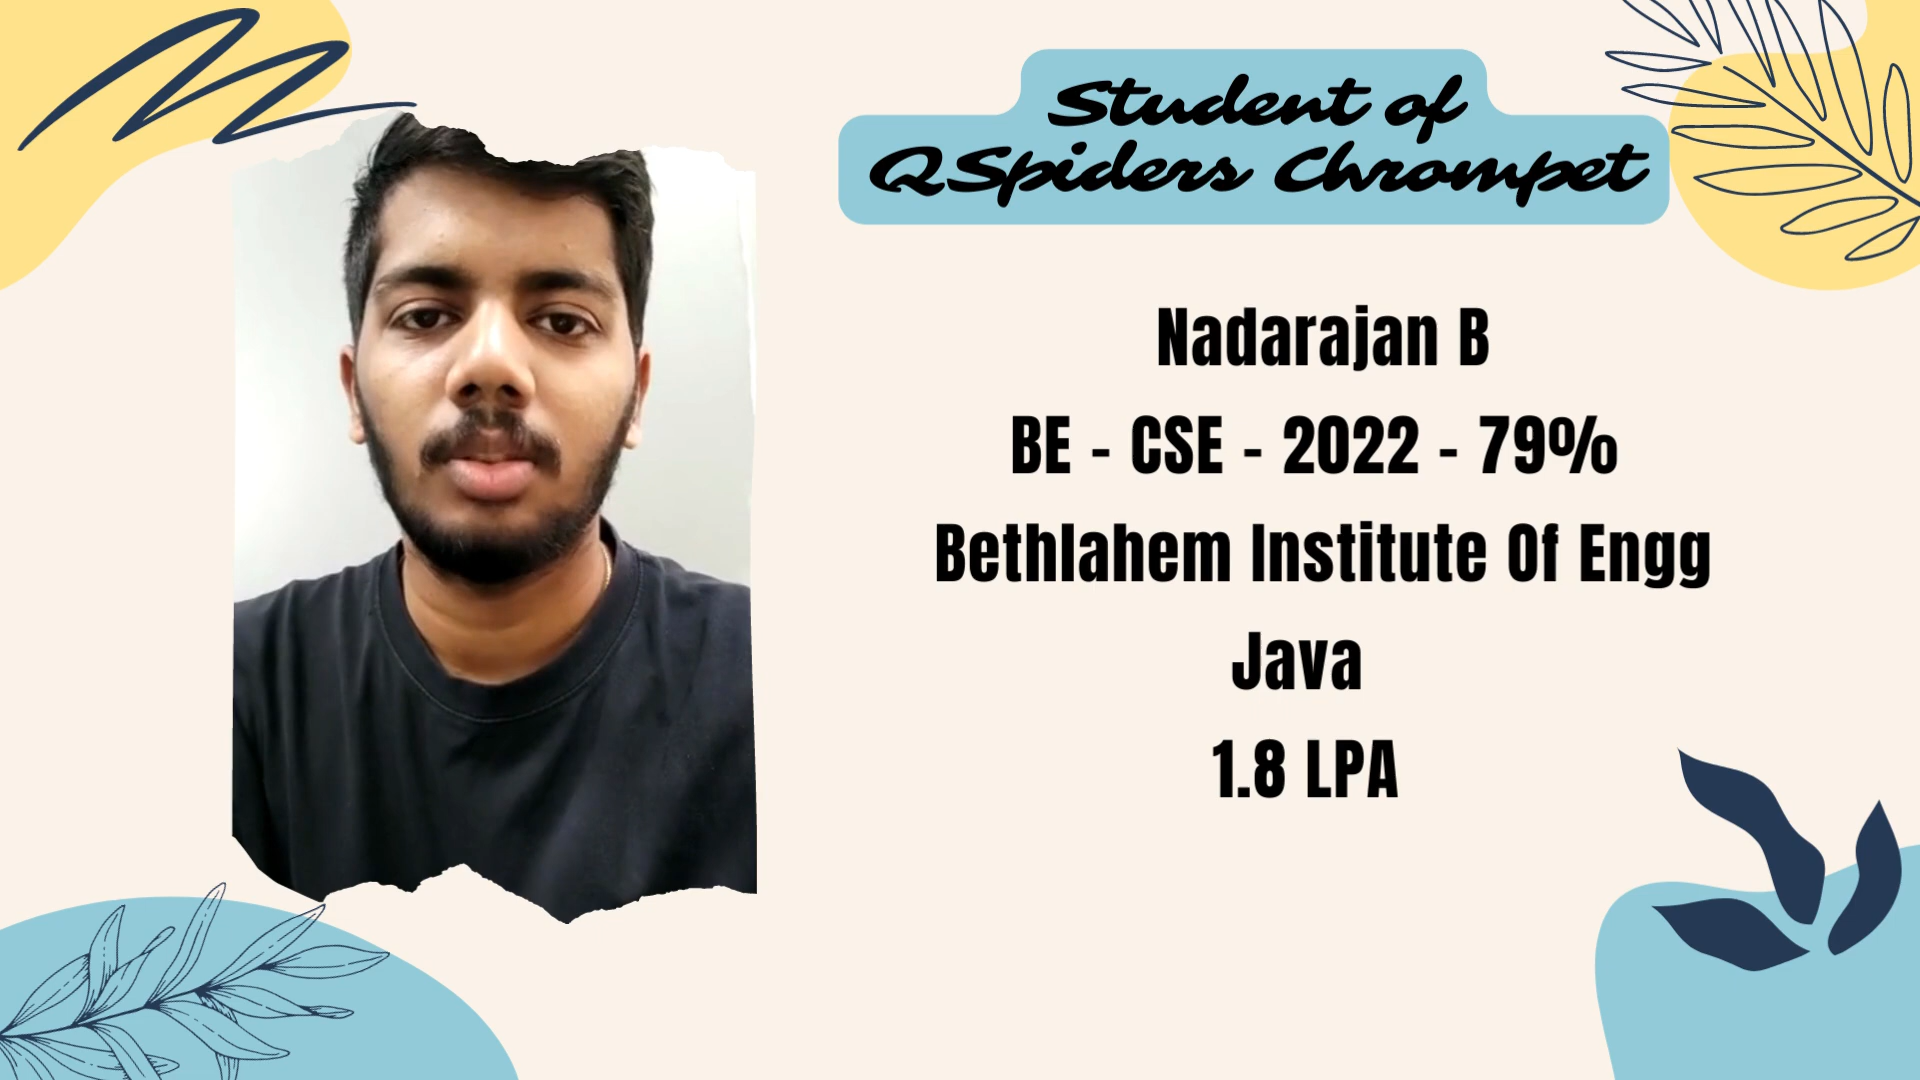 Student of
QSpiders Chrompet
Nadarajan B
BE - CSE - 2022 - 79%
Bethlahem Institute Of Engg
Java
1.8 LPA